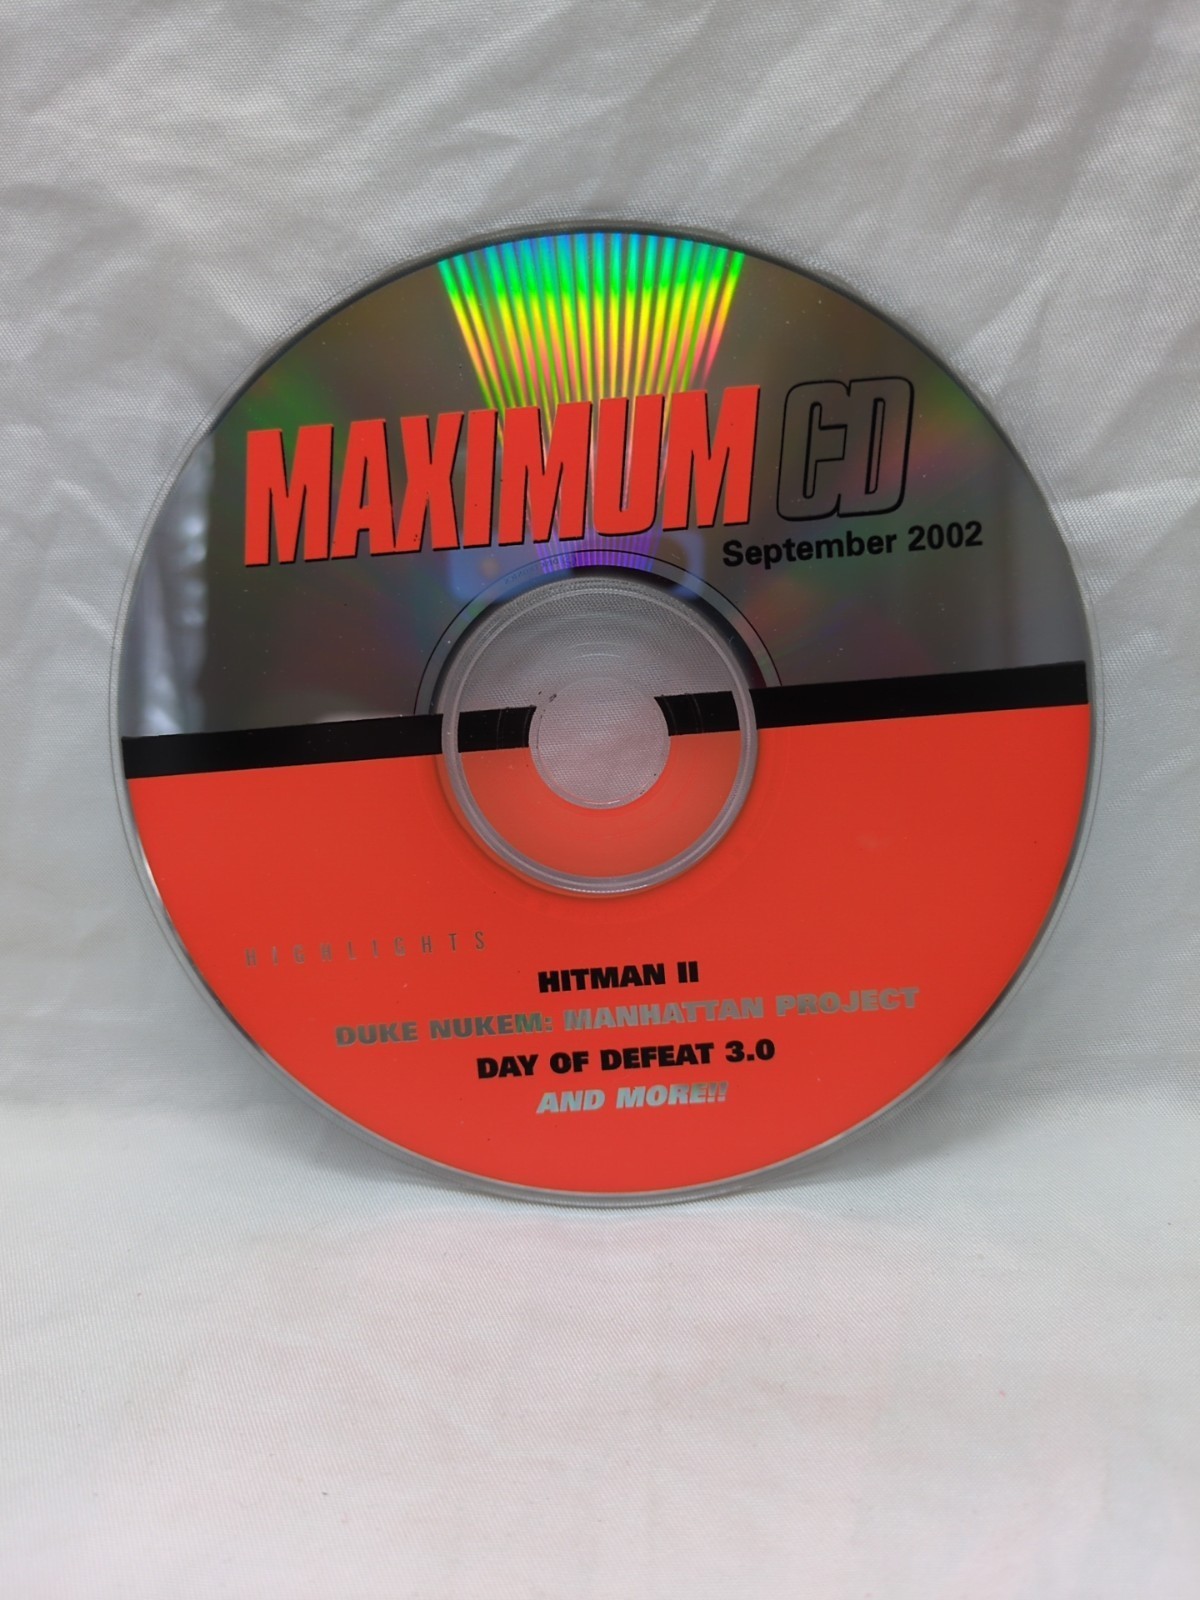 MAXIMUM CD
September 2002
HIGHLIGHTS
HITMAN II
DUKE NUKEM: MANHATTAN PROJECT
DAY OF DEFEAT 3.0
AND MORE!!